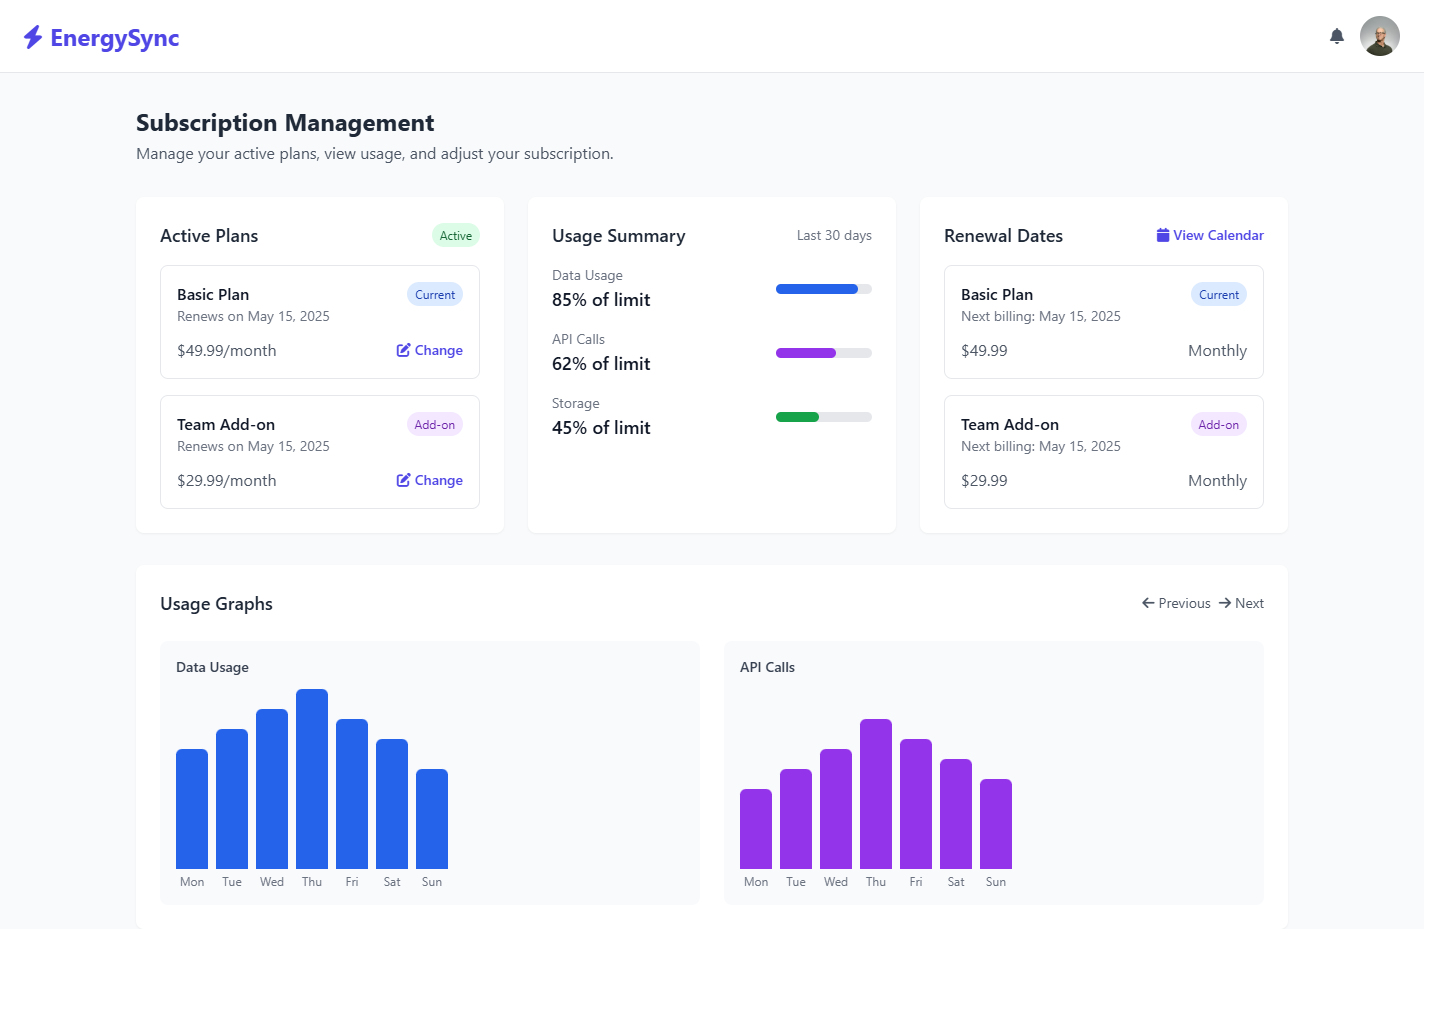 EnergySync
Subscription Management
Manage your active plans, view usage, and adjust your subscription.
Active Plans
Active
Basic Plan
Current
Renews on May 15, 2025
$49.99/month
Change
Team Add-on
Add-on
Renews on May 15, 2025
$29.99/month
Change
Usage Summary
Last 30 days
Data Usage
85% of limit
API Calls
62% of limit
Storage
45% of limit
Renewal Dates
View Calendar
Basic Plan
Current
Next billing: May 15, 2025
$49.99
Monthly
Team Add-on
Add-on
Next billing: May 15, 2025
$29.99
Monthly
Usage Graphs
Previous
Next
Data Usage
Mon Tue Wed Thu Fri Sat Sun
API Calls
Mon Tue Wed Thu Fri Sat Sun